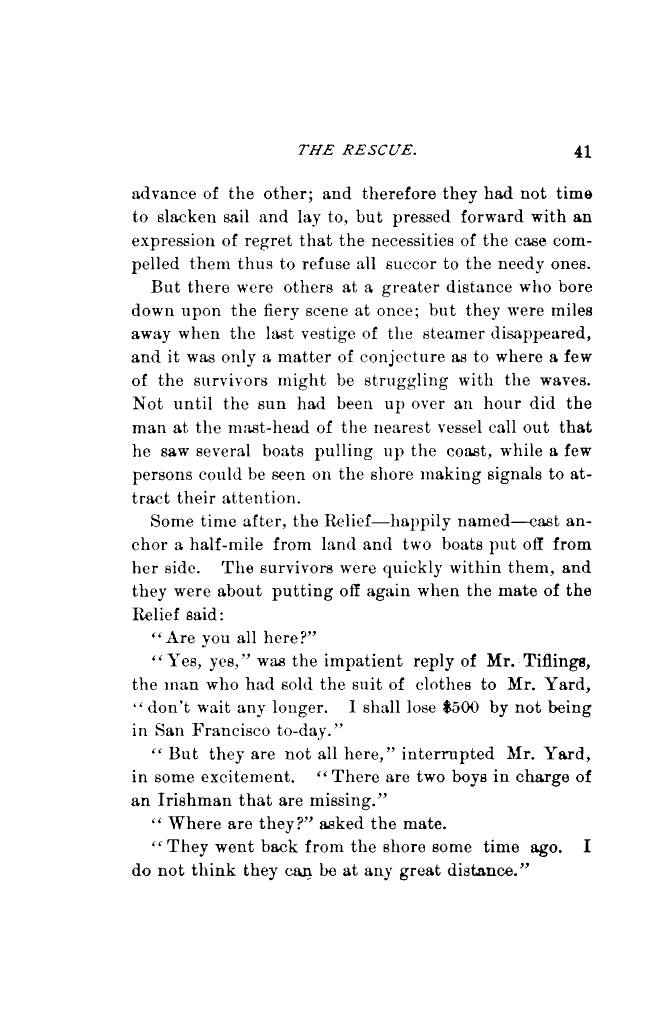 THE RESCUE. 41
advance of the other; and therefore they had not time
to slacken sail and lay to, but pressed forward with an
expression of regret that the necessities of the case com-
pelled them thus to refuse all succor to the needy ones.
But there were others at a greater distance who bore
down upon the fiery scene at once; but they were miles
away when the last vestige of the steamer disappeared,
and it was only a matter of conjecture as to where a few
of the survivors might be struggling with the waves.
Not until the sun had been up over an hour did the
man at the mast-head of the nearest vessel call out that
he saw several boats pulling up the coast, while a few
persons could be seen on the shore making signals to at-
tract their attention.
Some time after, the Relief—happily named—cast an-
chor a half-mile from land and two boats put off from
her side. The survivors were quickly within them, and
they were about putting off again when the mate of the
Relief said:
“Are you all here?”
“Yes, yes,” was the impatient reply of Mr. Tiflings,
the man who had sold the suit of clothes to Mr. Yard,
“don't wait any longer. I shall lose $500 by not being
in San Francisco to-day.”
“But they are not all here,” interrupted Mr. Yard,
in some excitement. “There are two boys in charge of
an Irishman that are missing.”
“Where are they?” asked the mate.
“They went back from the shore some time ago. I
do not think they can be at any great distance.”